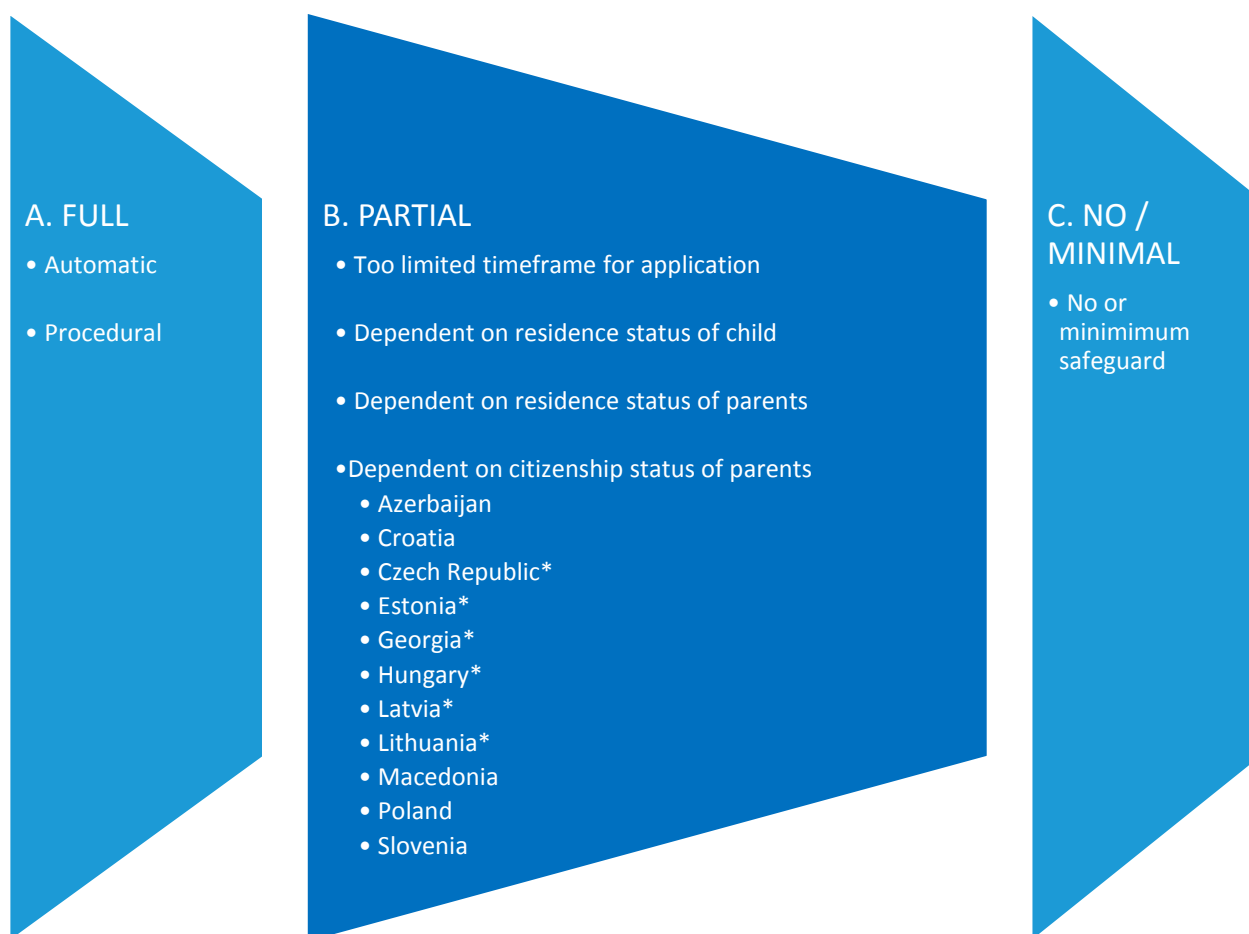 A. FULL
• Automatic
• Procedural
B. PARTIAL
• Too limited timeframe for application
• Dependent on residence status of child
• Dependent on residence status of parents
•Dependent on citizenship status of parents
• Azerbaijan
• Croatia
• Czech Republic*
• Estonia*
• Georgia*
• Hungary*
• Latvia*
• Lithuania*
• Macedonia
• Poland
• Slovenia
C. NO /
MINIMAL
• No or
minimimum
safeguard